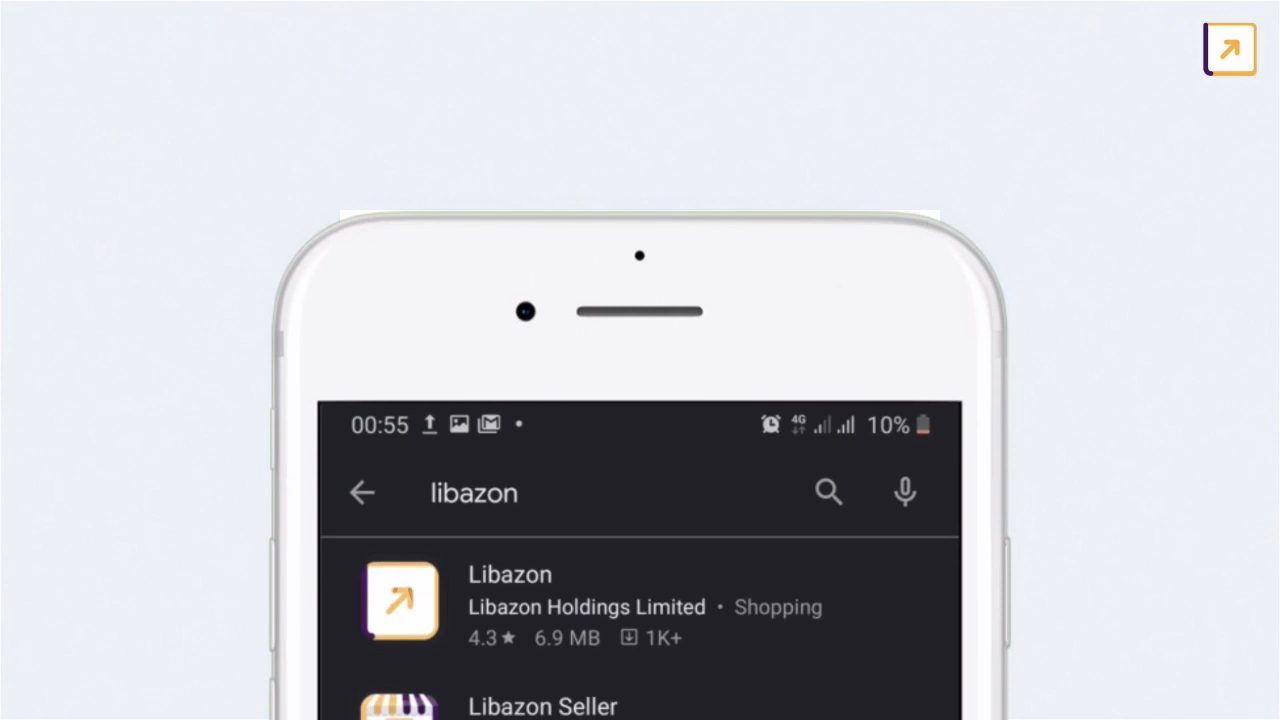 00:55 4G 10%
libazon
Libazon
Libazon Holdings Limited • Shopping
4.3★ 6.9 MB 1K+
Libazon Seller